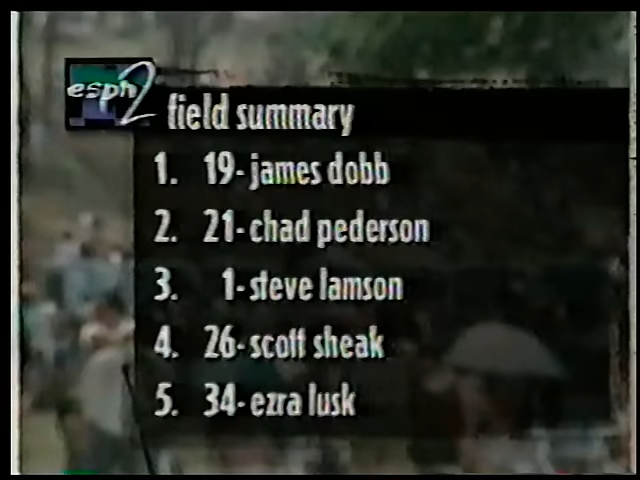 espn2
field summary
1. 19-james dobb
2. 21-chad pederson
3. 1-steve lamson
4. 26-scott sheak
5. 34-ezra lusk